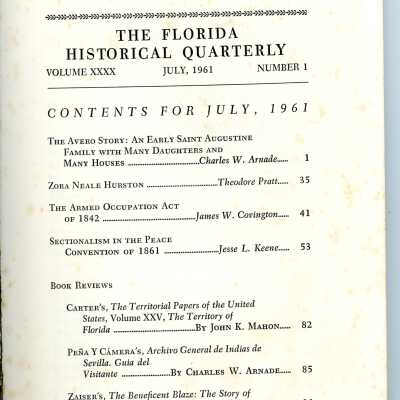 THE FLORIDA
HISTORICAL QUARTERLY
VOLUME XXXX JULY, 1961 NUMBER 1
CONTENTS FOR JULY, 1961
THE AVERO STORY: AN EARLY SAINT AUGUSTINE
FAMILY WITH MANY DAUGHTERS AND
MANY HOUSES Charles W. Arnade 1
ZORA NEALE HURSTON Theodore Pratt 35
THE ARMED OCCUPATION ACT
OF 1842 James W. Covington 41
SECTIONALISM IN THE PEACE
CONVENTION OF 1861 Jesse L. Keene 53
BOOK REVIEWS
CARTER'S, The Territorial Papers of the United
States, Volume XXV, The Territory of
Florida BY JOHN K. MAHON 82
PEÑA Y CÁMERA'S, Archivo General de Indias de
Sevilla. Guia del
Visitante BY CHARLES W. ARNADE 85
ZAISER'S, The Beneficent Blaze: The Story of